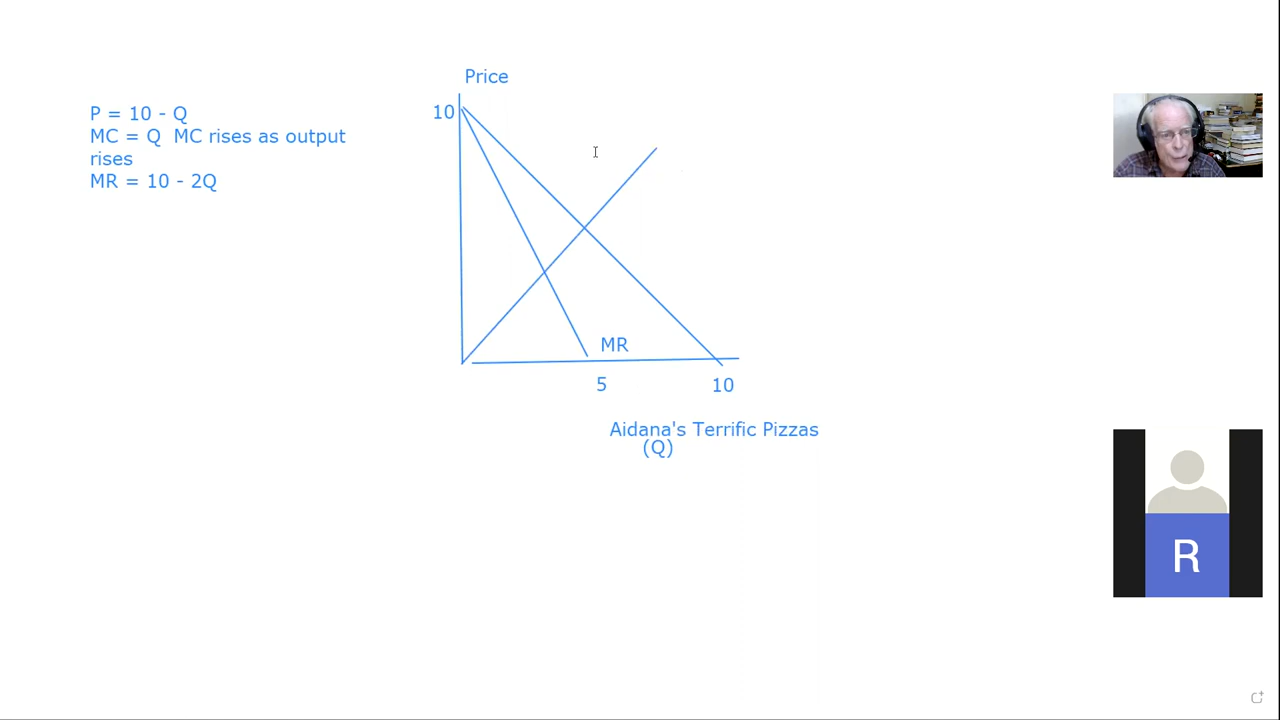 Price
10
P = 10 - Q
MC = Q  MC rises as output
rises
MR = 10 - 2Q
MR
5
10
Aidana's Terrific Pizzas
(Q)
R